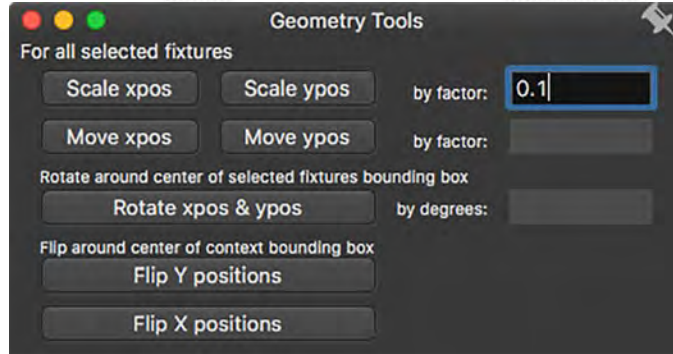 Geometry Tools
For all selected fixtures
Scale xpos Scale ypos by factor: 0.1
Move xpos Move ypos by factor:
Rotate around center of selected fixtures bounding box
Rotate xpos & ypos by degrees:
Flip around center of context bounding box
Flip Y positions
Flip X positions